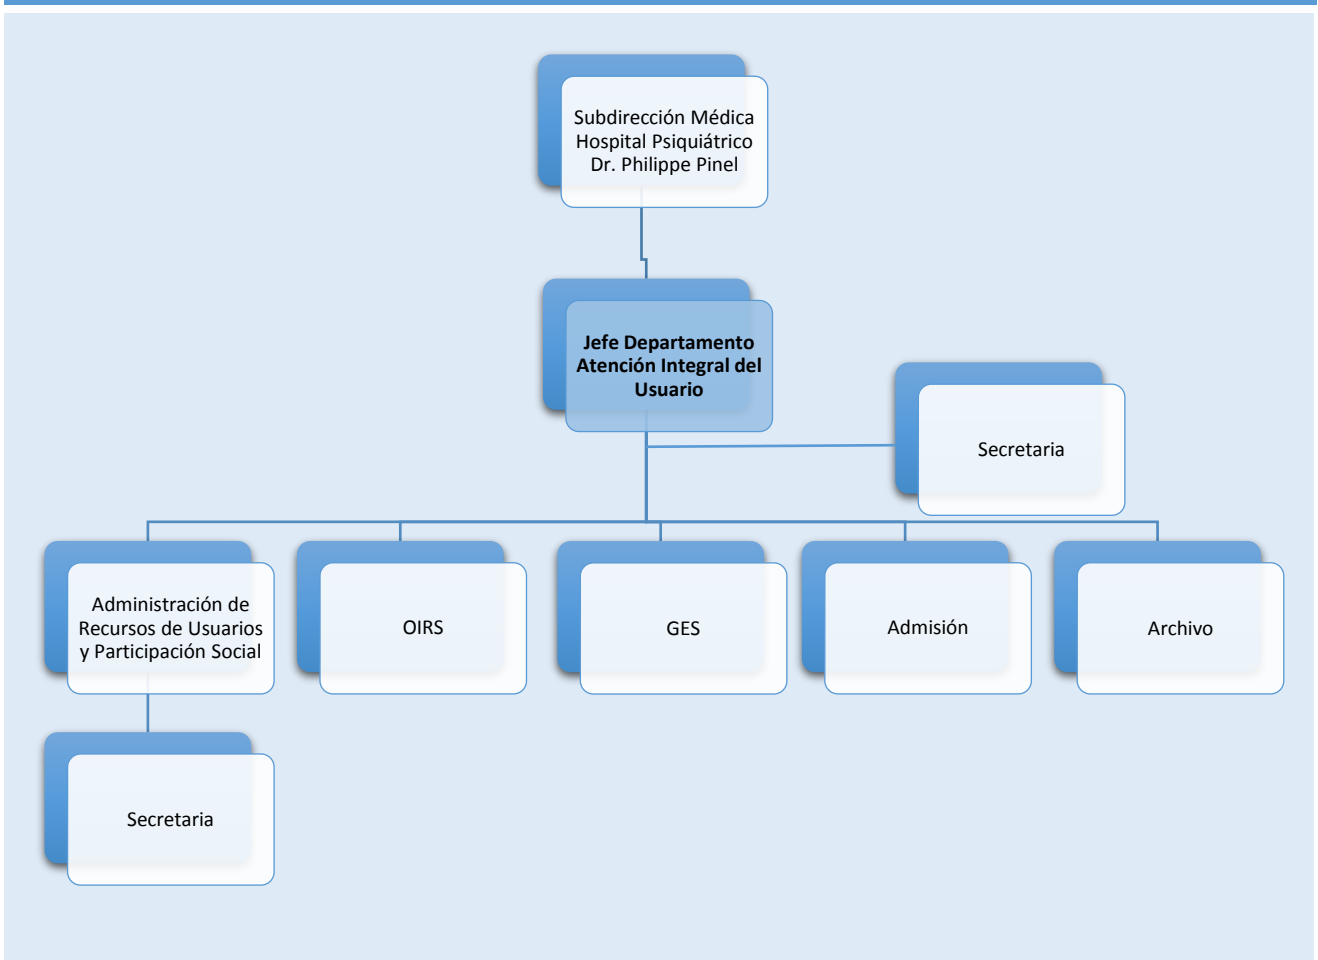 Subdirección Médica
Hospital Psiquiátrico
Dr. Philippe Pinel
Jefe Departamento
Atención Integral del
Usuario
Secretaria
Administración de
Recursos de Usuarios
y Participación Social
OIRS
GES
Admisión
Archivo
Secretaria